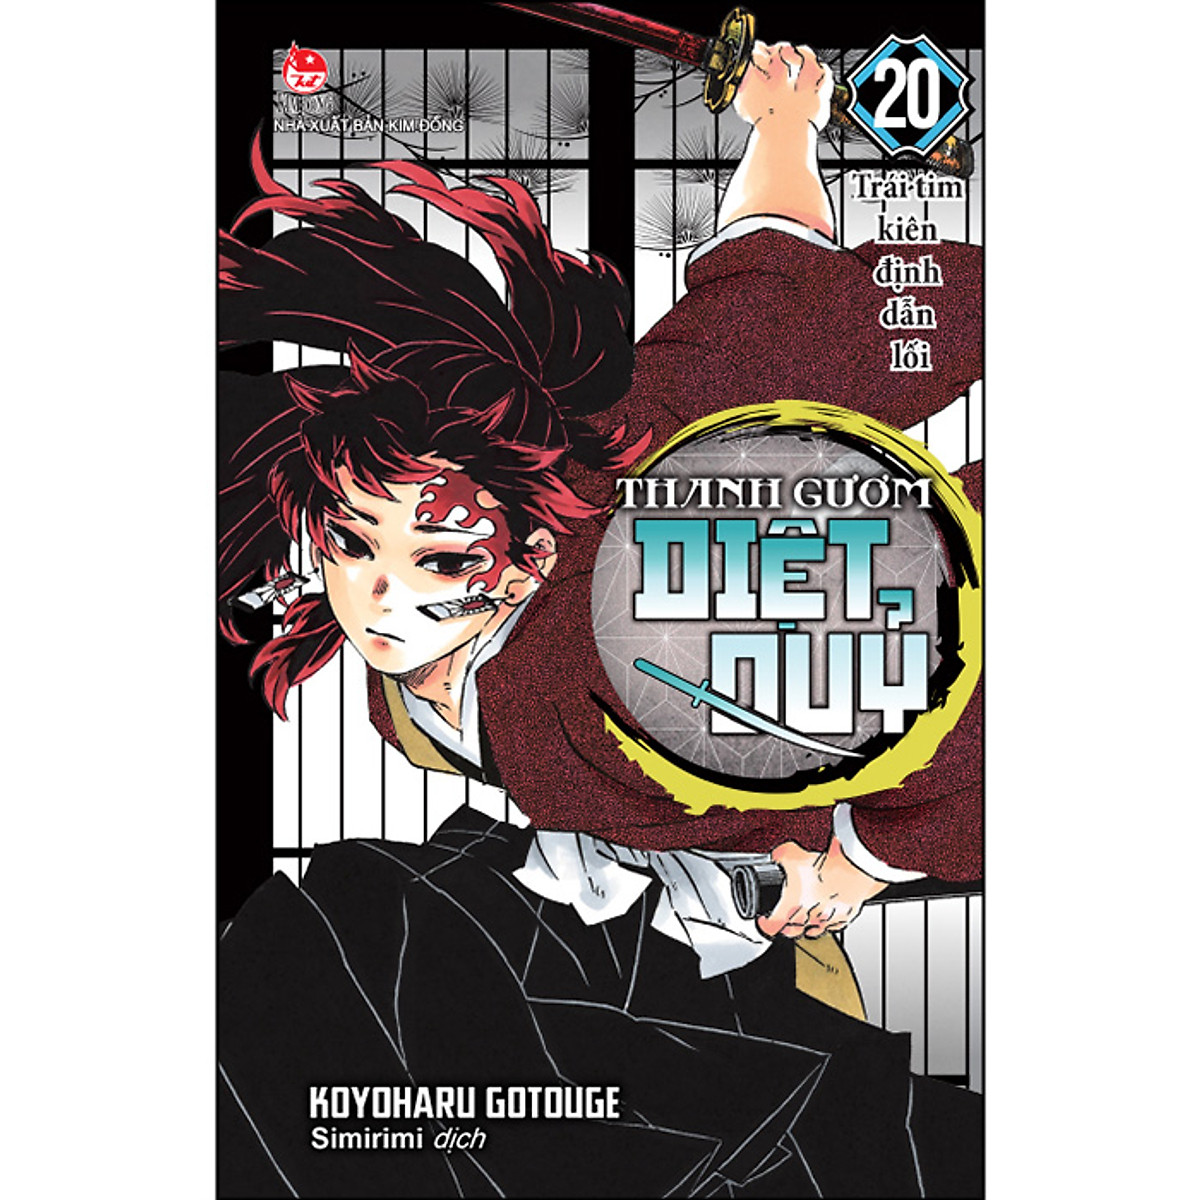 NHÀ XUẤT BẢN KIM ĐỒNG
20
Trái tim
kiên
định
dẫn
lối
THANH GƯƠM
DIỆT
QUỶ
KOYOHARU GOTOUGE
Simirimi dịch